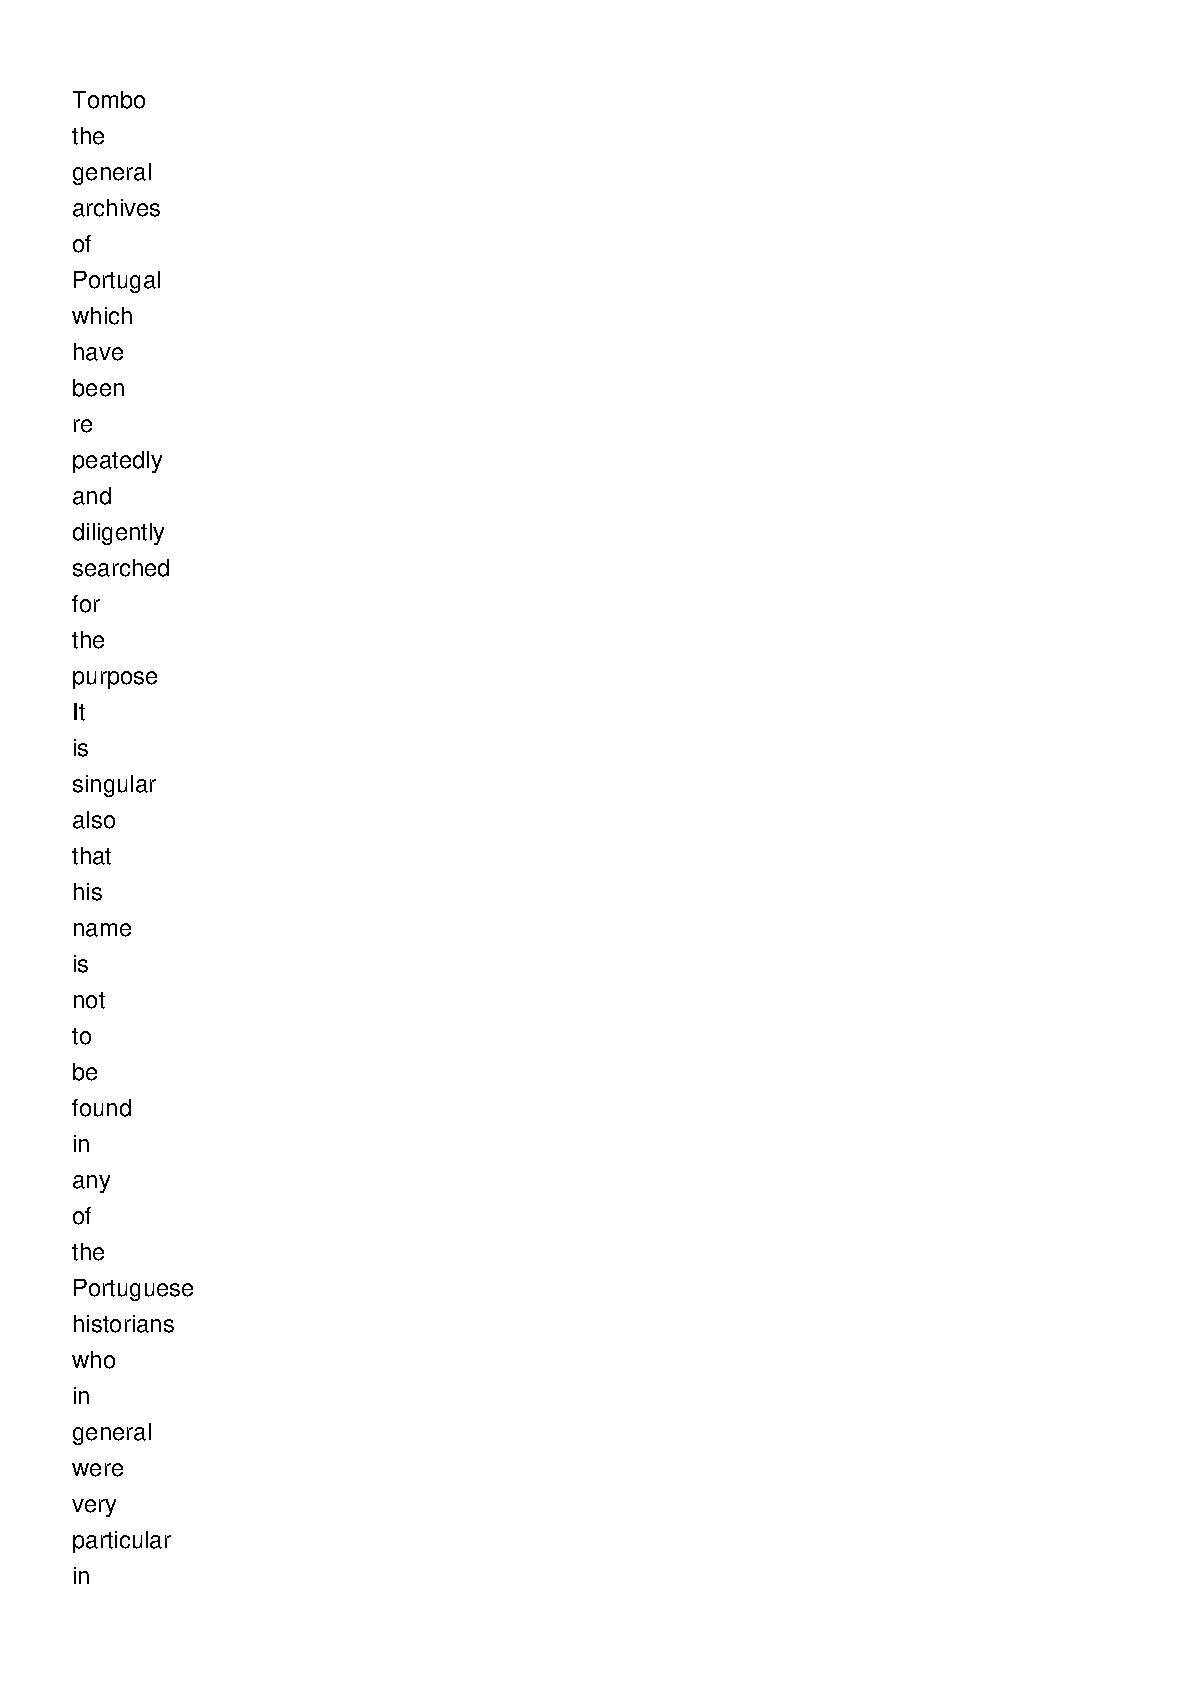 Tombo
the
general
archives
of
Portugal
which
have
been
re
peatedly
and
diligently
searched
for
the
purpose
It
is
singular
also
that
his
name
is
not
to
be
found
in
any
of
the
Portuguese
historians
who
in
general
were
very
particular
in